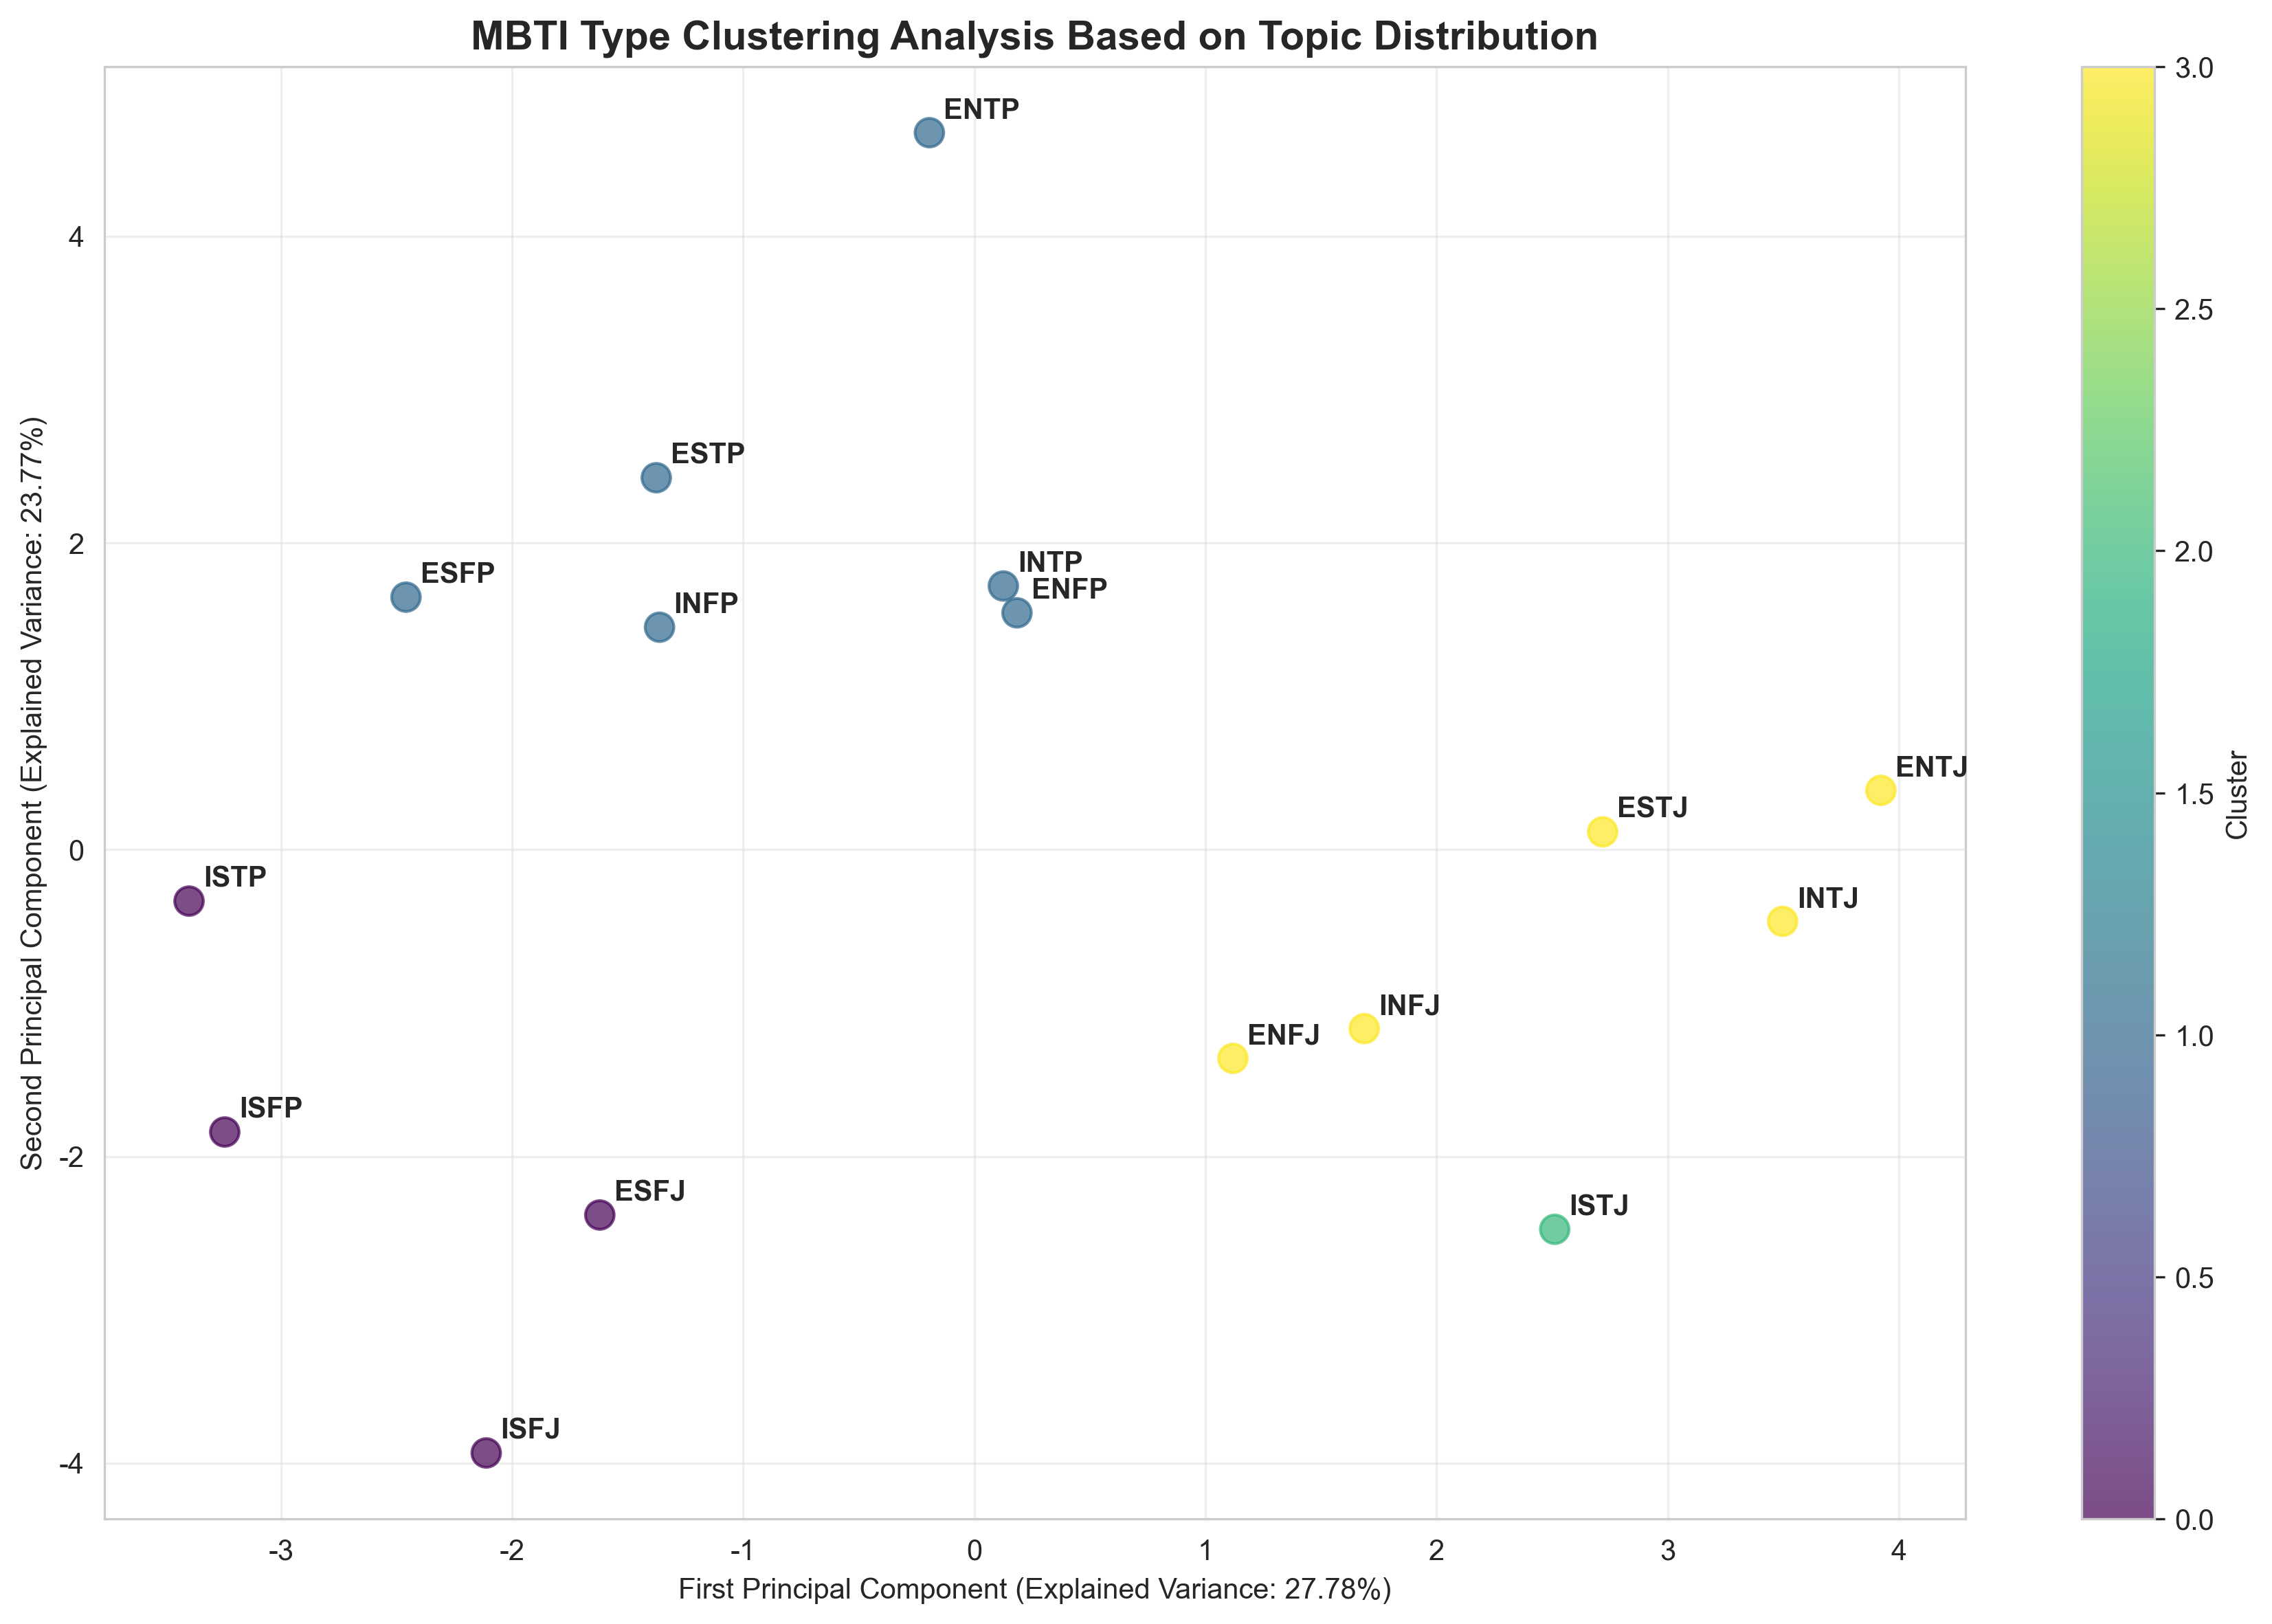 MBTI Type Clustering Analysis Based on Topic Distribution
ENTP
ESTP
ESFP
INFP
INTP
ENFP
ENTJ
ESTJ
INTJ
INFJ
ENFJ
ISTP
ISFP
ESFJ
ISTJ
ISFJ
Second Principal Component (Explained Variance: 23.77%)
4
2
0
-2
-4
-3
-2
-1
0
1
2
3
4
First Principal Component (Explained Variance: 27.78%)
3.0
2.5
2.0
1.5
1.0
0.5
0.0
Cluster